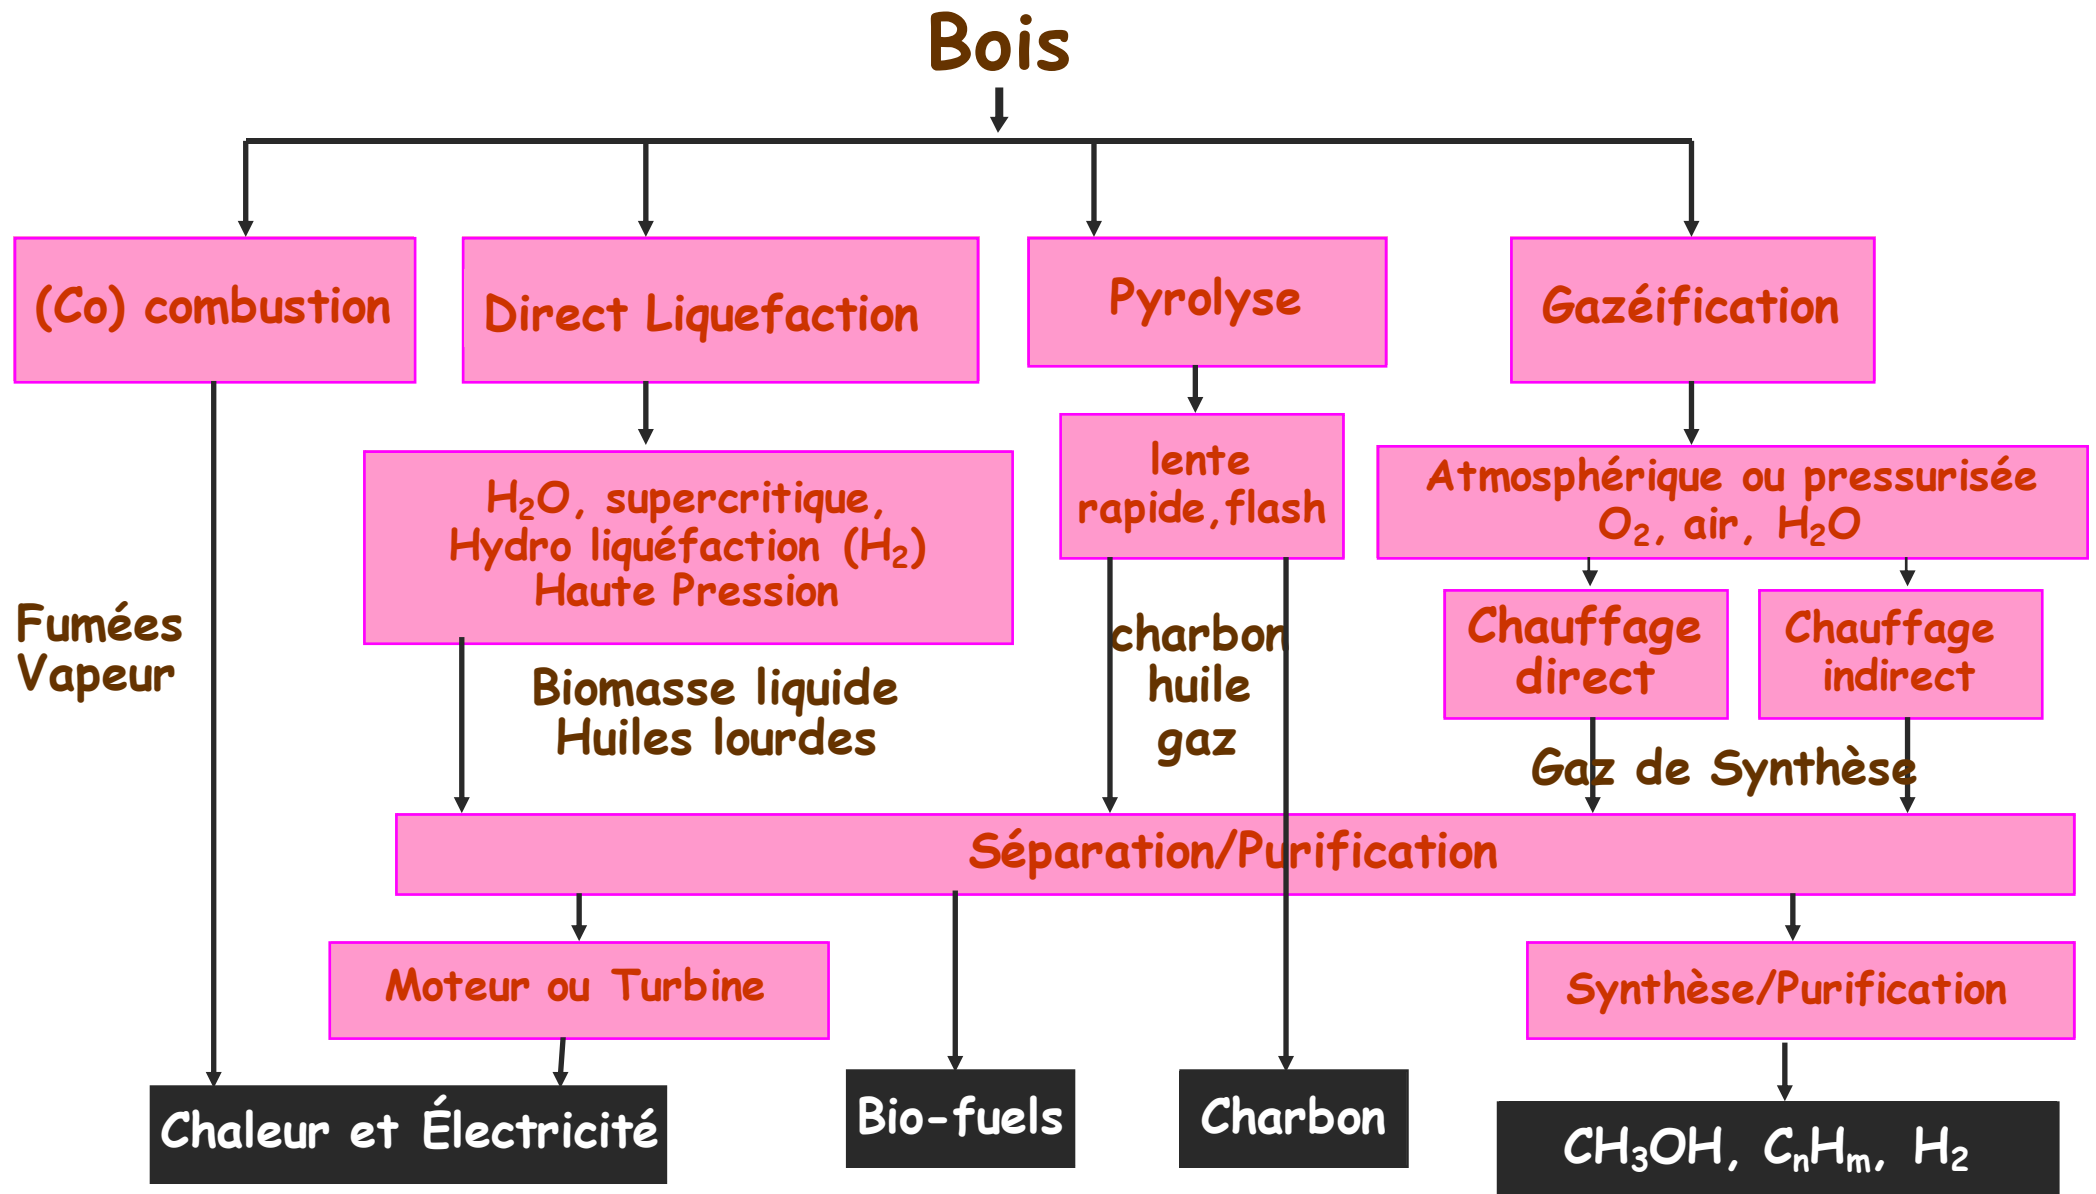 Bois
(Co) combustion
Direct Liquefaction
Pyrolyse
Gazéification
lente
rapide,flash
H₂O, supercritique,
Hydro liquéfaction (H₂)
Haute Pression
Atmosphérique ou pressurisée
O₂, air, H₂O
Chauffage
direct
Chauffage
indirect
Fumées
Vapeur
Biomasse liquide
Huiles lourdes
charbon
huile
gaz
Gaz de Synthèse
Séparation/Purification
Moteur ou Turbine
Synthèse/Purification
Chaleur et Électricité
Bio-fuels
Charbon
CH₃OH, CₙHₘ, H₂